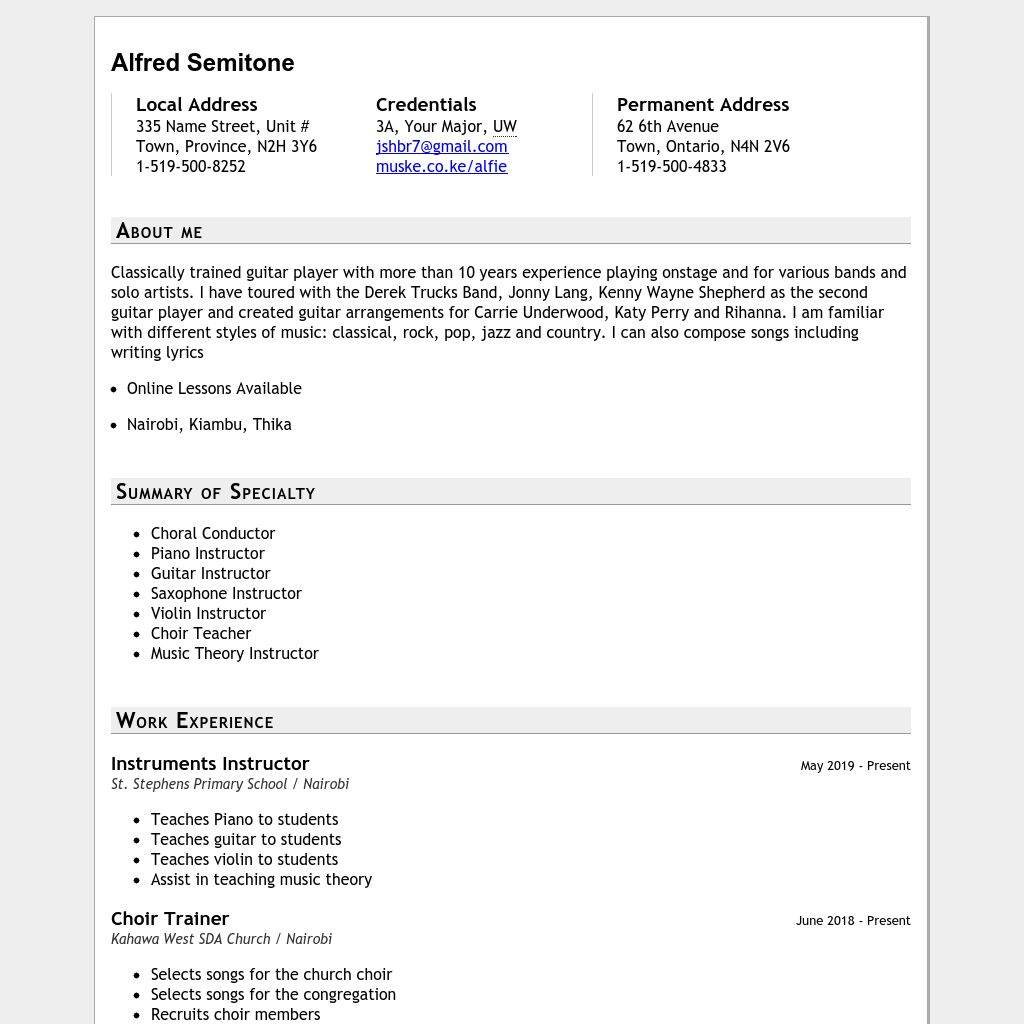 Alfred Semitone
Local Address
335 Name Street, Unit #
Town, Province, N2H 3Y6
1-519-500-8252
Credentials
3A, Your Major, UW
jshbr7@gmail.com
muske.co.ke/alfie
Permanent Address
62 6th Avenue
Town, Ontario, N4N 2V6
1-519-500-4833
About me
Classically trained guitar player with more than 10 years experience playing onstage and for various bands and
solo artists. I have toured with the Derek Trucks Band, Jonny Lang, Kenny Wayne Shepherd as the second
guitar player and created guitar arrangements for Carrie Underwood, Katy Perry and Rihanna. I am familiar
with different styles of music: classical, rock, pop, jazz and country. I can also compose songs including
writing lyrics
• Online Lessons Available
• Nairobi, Kiambu, Thika
Summary of Specialty
• Choral Conductor
• Piano Instructor
• Guitar Instructor
• Saxophone Instructor
• Violin Instructor
• Choir Teacher
• Music Theory Instructor
Work Experience
Instruments Instructor May 2019 - Present
St. Stephens Primary School / Nairobi
• Teaches Piano to students
• Teaches guitar to students
• Teaches violin to students
• Assist in teaching music theory
Choir Trainer June 2018 - Present
Kahawa West SDA Church / Nairobi
• Selects songs for the church choir
• Selects songs for the congregation
• Recruits choir members